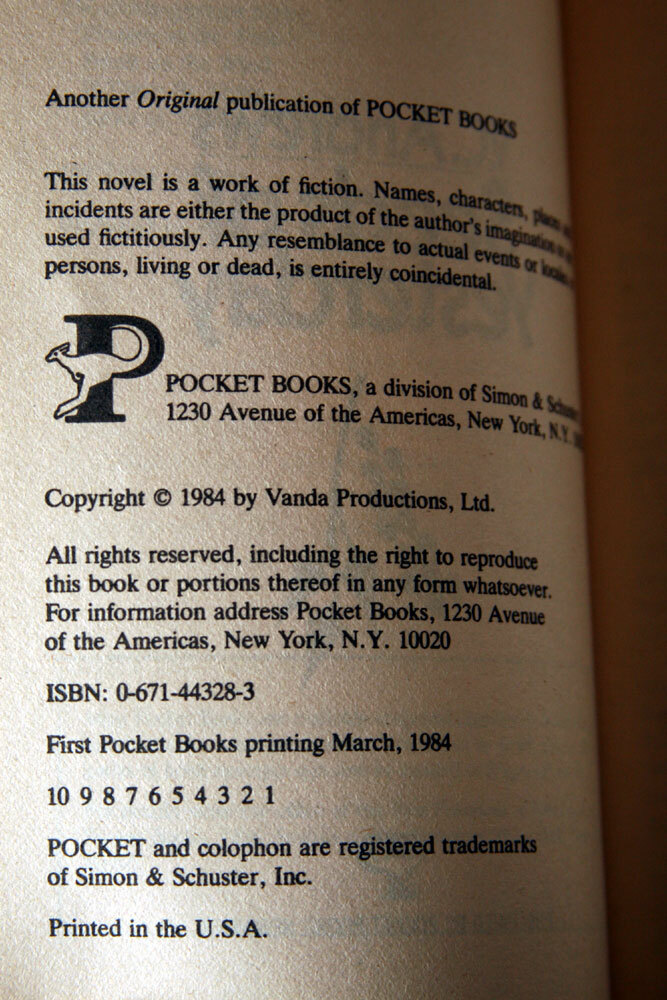 Another Original publication of POCKET BOOKS
This novel is a work of fiction. Names, characters, places
incidents are either the product of the author's imagination
used fictitiously. Any resemblance to actual events or locales
persons, living or dead, is entirely coincidental.
P
POCKET BOOKS, a division of Simon & Schuster
1230 Avenue of the Americas, New York, N.Y.
Copyright © 1984 by Vanda Productions, Ltd.
All rights reserved, including the right to reproduce
this book or portions thereof in any form whatsoever.
For information address Pocket Books, 1230 Avenue
of the Americas, New York, N.Y. 10020
ISBN: 0-671-44328-3
First Pocket Books printing March, 1984
10 9 8 7 6 5 4 3 2 1
POCKET and colophon are registered trademarks
of Simon & Schuster, Inc.
Printed in the U.S.A.